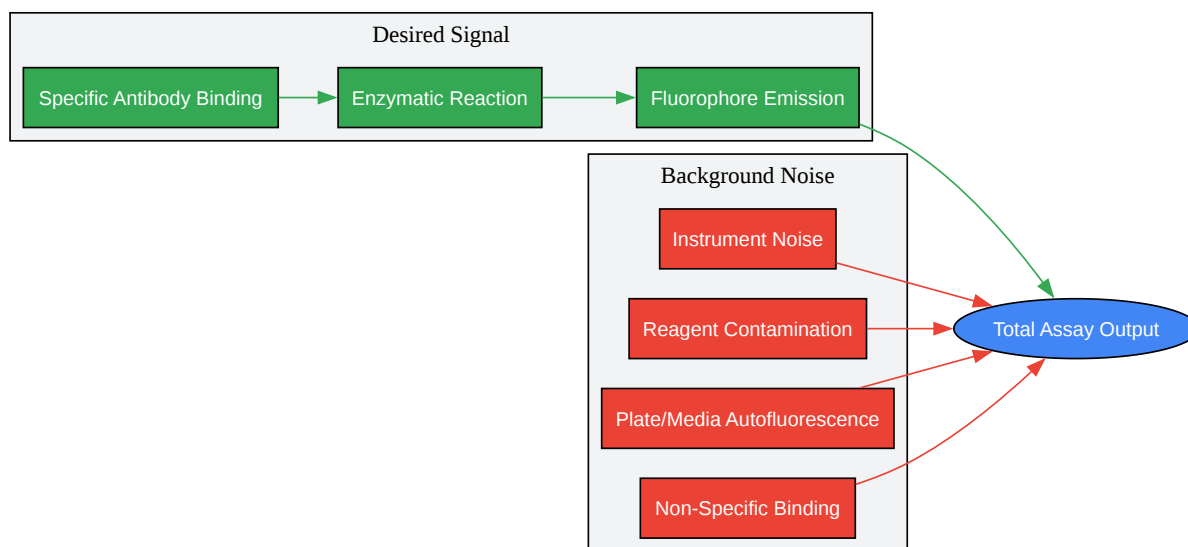 Desired Signal
Specific Antibody Binding
Enzymatic Reaction
Fluorophore Emission
Background Noise
Instrument Noise
Reagent Contamination
Total Assay Output
Plate/Media Autofluorescence
Non-Specific Binding